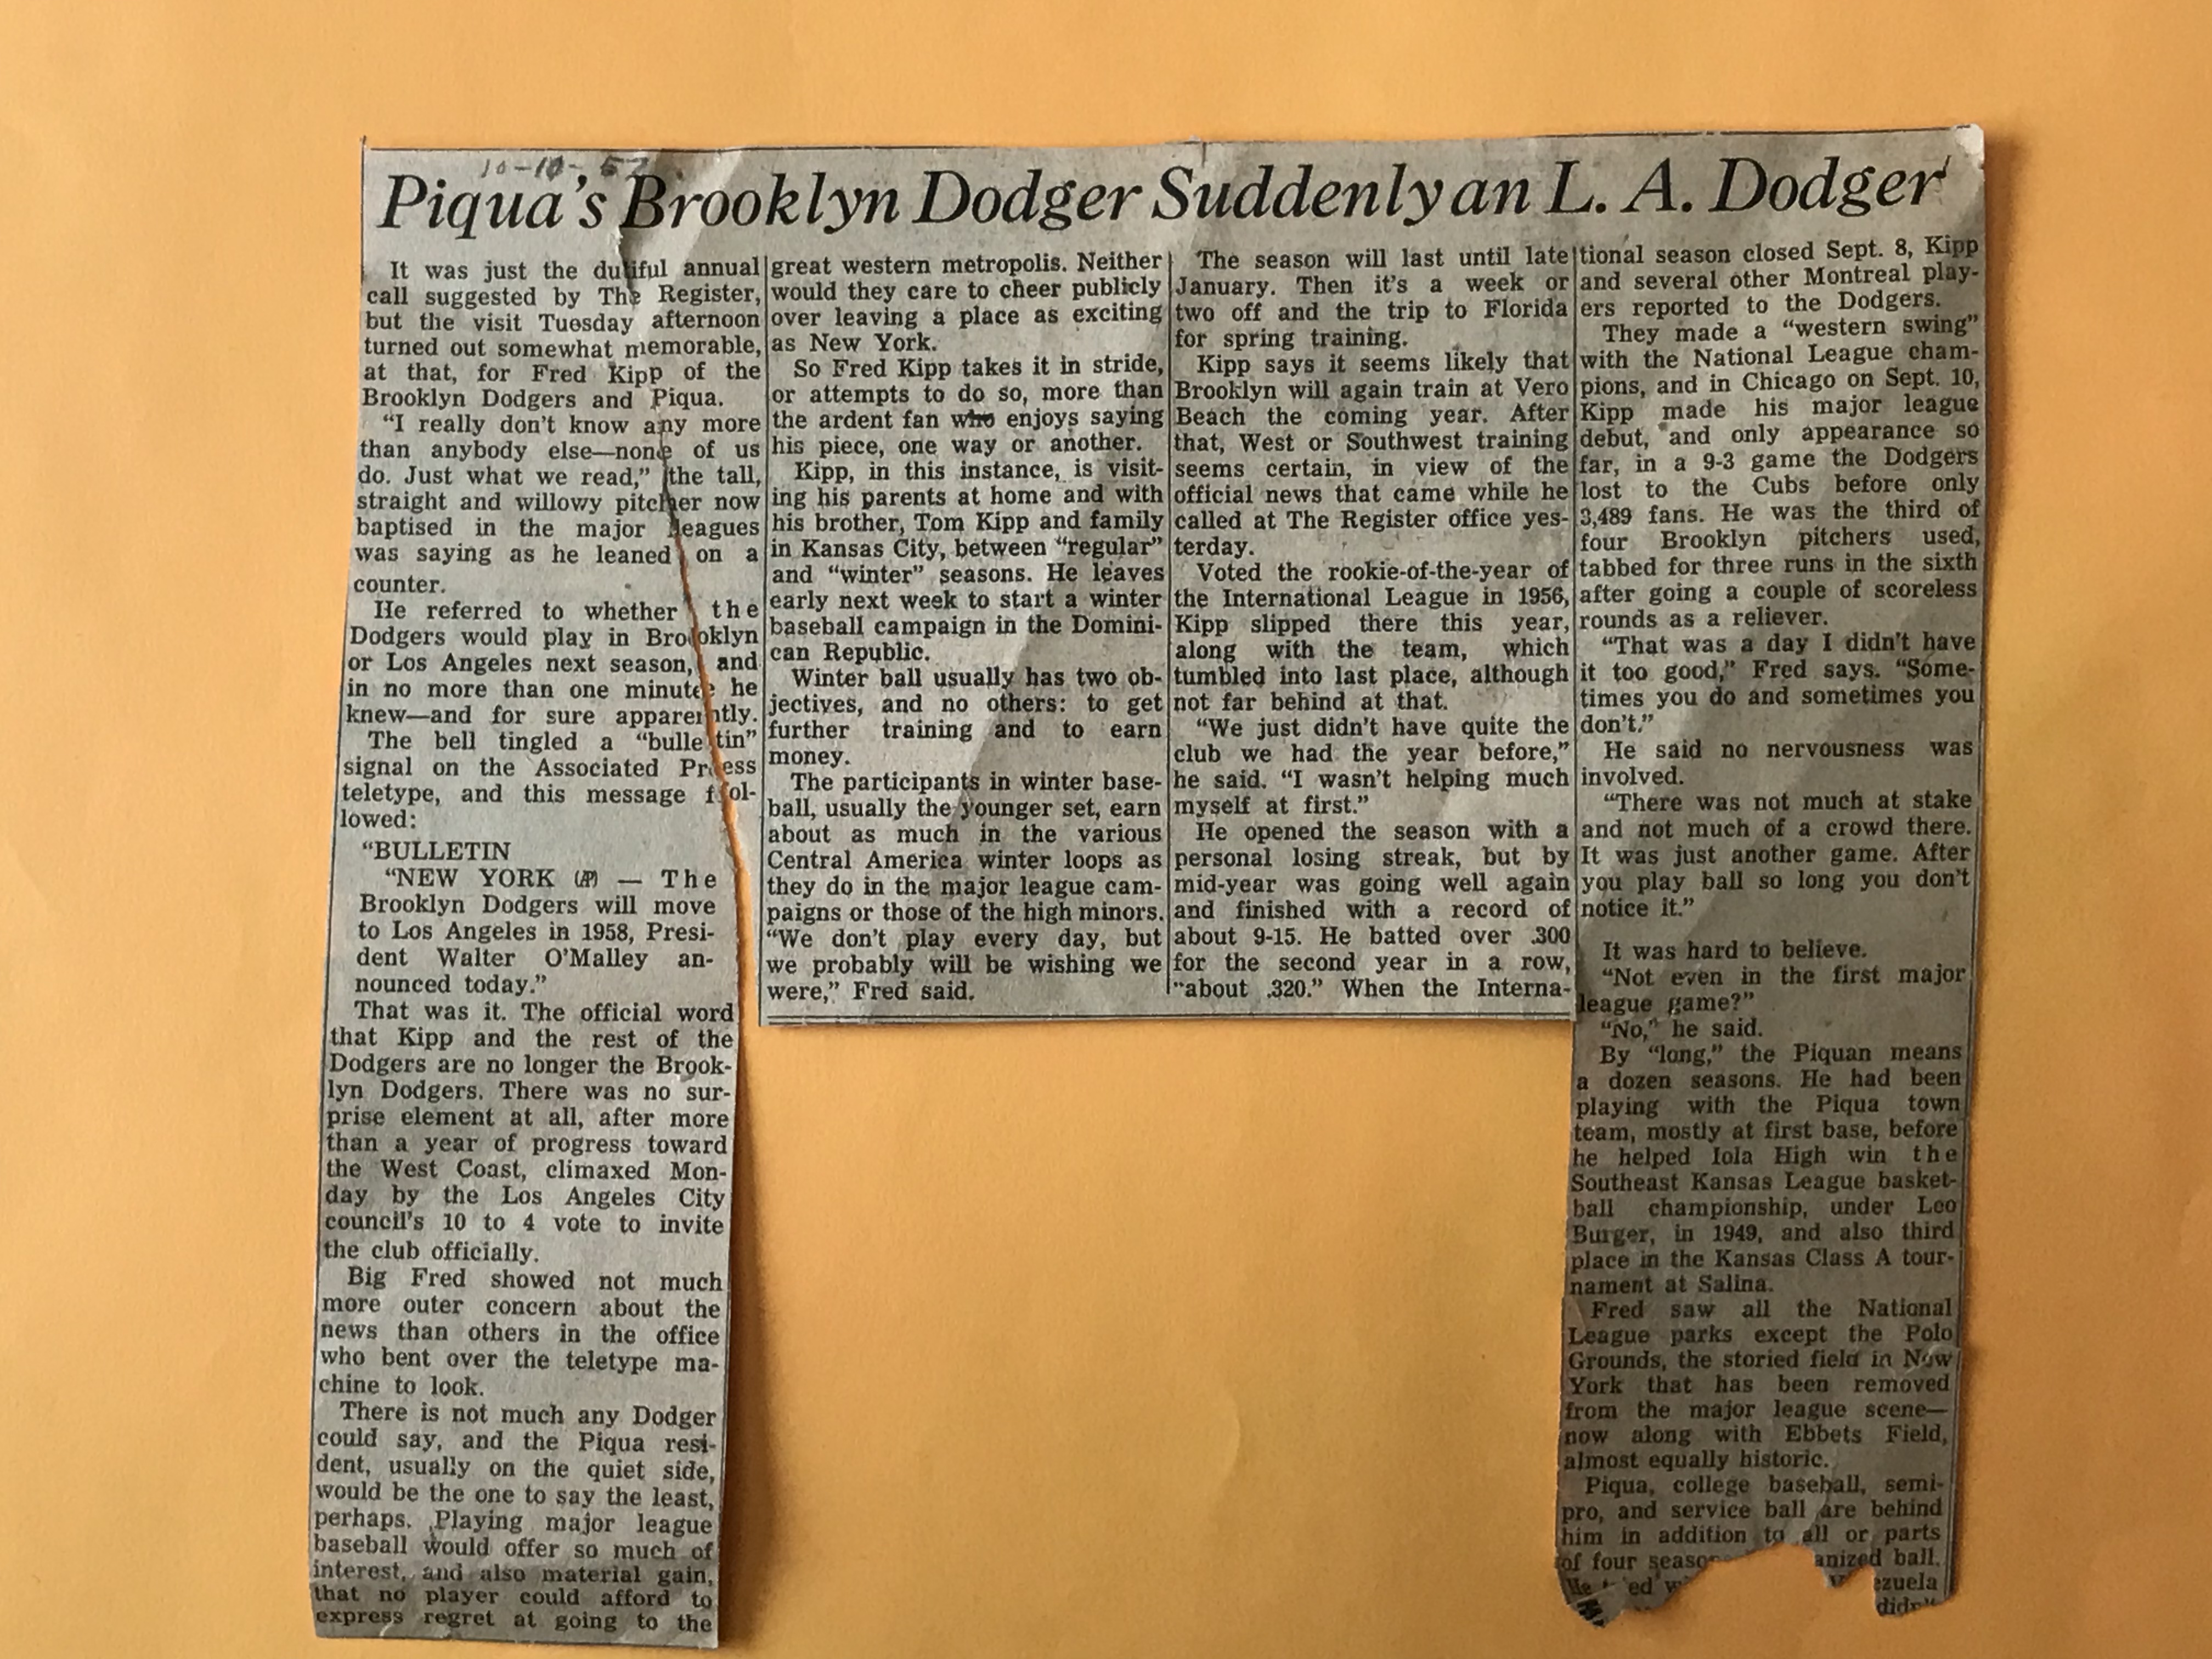 10-10-57
Piqua's Brooklyn Dodger Suddenly an L. A. Dodger
It was just the dutiful annual
call suggested by The Register,
but the visit Tuesday afternoon
turned out somewhat memorable,
at that, for Fred Kipp of the
Brooklyn Dodgers and Piqua.
"I really don't know any more
than anybody else—none of us
do. Just what we read," the tall,
straight and willowy pitcher now
baptised in the major leagues
was saying as he leaned on a
counter.
He referred to whether the
Dodgers would play in Brooklyn
or Los Angeles next season, and
in no more than one minute he
knew—and for sure apparently.
The bell tingled a "bulletin"
signal on the Associated Press
teletype, and this message fol-
lowed:
"BULLETIN
"NEW YORK (AP) — The
Brooklyn Dodgers will move
to Los Angeles in 1958, Presi-
dent Walter O'Malley an-
nounced today."
That was it. The official word
that Kipp and the rest of the
Dodgers are no longer the Brook-
lyn Dodgers. There was no sur-
prise element at all, after more
than a year of progress toward
the West Coast, climaxed Mon-
day by the Los Angeles City
council's 10 to 4 vote to invite
the club officially.
Big Fred showed not much
more outer concern about the
news than others in the office
who bent over the teletype ma-
chine to look.
There is not much any Dodger
could say, and the Piqua resi-
dent, usually on the quiet side,
would be the one to say the least,
perhaps. Playing major league
baseball would offer so much of
interest, and also material gain,
that no player could afford to
express regret at going to the
great western metropolis. Neither
would they care to cheer publicly
over leaving a place as exciting
as New York.
So Fred Kipp takes it in stride,
or attempts to do so, more than
the ardent fan who enjoys saying
his piece, one way or another.
Kipp, in this instance, is visit-
ing his parents at home and with
his brother, Tom Kipp and family
in Kansas City, between "regular"
and "winter" seasons. He leaves
early next week to start a winter
baseball campaign in the Domini-
can Republic.
Winter ball usually has two ob-
jectives, and no others: to get
further training and to earn
money.
The participants in winter base-
ball, usually the younger set, earn
about as much in the various
Central America winter loops as
they do in the major league cam-
paigns or those of the high minors.
"We don't play every day, but
we probably will be wishing we
were," Fred said.
The season will last until late
January. Then it's a week or
two off and the trip to Florida
for spring training.
Kipp says it seems likely that
Brooklyn will again train at Vero
Beach the coming year. After
that, West or Southwest training
seems certain, in view of the
official news that came while he
called at The Register office yes-
terday.
Voted the rookie-of-the-year of
the International League in 1956,
Kipp slipped there this year,
along with the team, which
tumbled into last place, although
not far behind at that.
"We just didn't have quite the
club we had the year before,"
he said. "I wasn't helping much
myself at first."
He opened the season with a
personal losing streak, but by
mid-year was going well again
and finished with a record of
about 9-15. He batted over .300
for the second year in a row,
"about .320." When the Interna-
tional season closed Sept. 8, Kipp
and several other Montreal play-
ers reported to the Dodgers.
They made a "western swing"
with the National League cham-
pions, and in Chicago on Sept. 10,
Kipp made his major league
debut, and only appearance so
far, in a 9-3 game the Dodgers
lost to the Cubs before only
3,489 fans. He was the third of
four Brooklyn pitchers used,
tabbed for three runs in the sixth
after going a couple of scoreless
rounds as a reliever.
"That was a day I didn't have
it too good," Fred says. "Some-
times you do and sometimes you
don't."
He said no nervousness was
involved.
"There was not much at stake
and not much of a crowd there.
It was just another game. After
you play ball so long you don't
notice it."
It was hard to believe.
"Not even in the first major
league game?"
"No," he said.
By "long," the Piquan means
a dozen seasons. He had been
playing with the Piqua town
team, mostly at first base, before
he helped Iola High win the
Southeast Kansas League basket-
ball championship, under Leo
Burger, in 1949, and also third
place in the Kansas Class A tour-
nament at Salina.
Fred saw all the National
League parks except the Polo
Grounds, the storied field in New
York that has been removed
from the major league scene—
now along with Ebbets Field,
almost equally historic.
Piqua, college baseball, semi-
pro, and service ball are behind
him in addition to all or parts
of four seaso anized ball.
He ed w ezuela
didn't